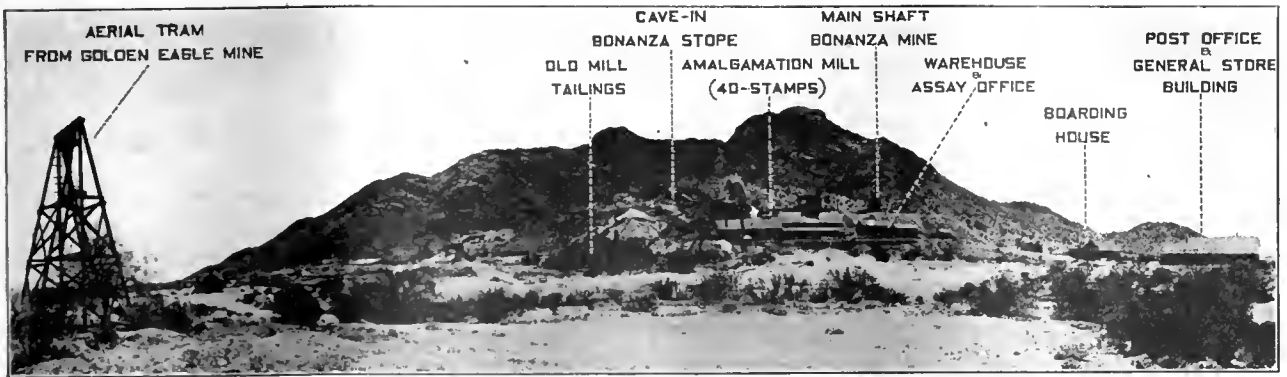 AERIAL TRAM
FROM GOLDEN EAGLE MINE
OLD MILL
TAILINGS
CAVE-IN
BONANZA STOPE
AMALGAMATION MILL
(40-STAMPS)
MAIN SHAFT
BONANZA MINE
WAREHOUSE
&
ASSAY OFFICE
BOARDING
HOUSE
POST OFFICE
&
GENERAL STORE
BUILDING